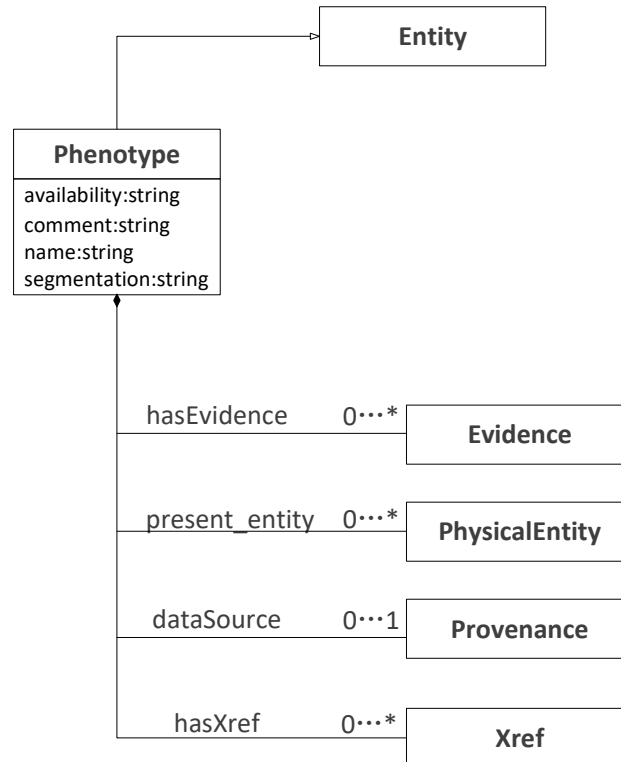 Entity
Phenotype
availability:string
comment:string
name:string
segmentation:string
hasEvidence 0⋯*
Evidence
present_entity 0⋯*
PhysicalEntity
dataSource 0⋯1
Provenance
hasXref 0⋯*
Xref